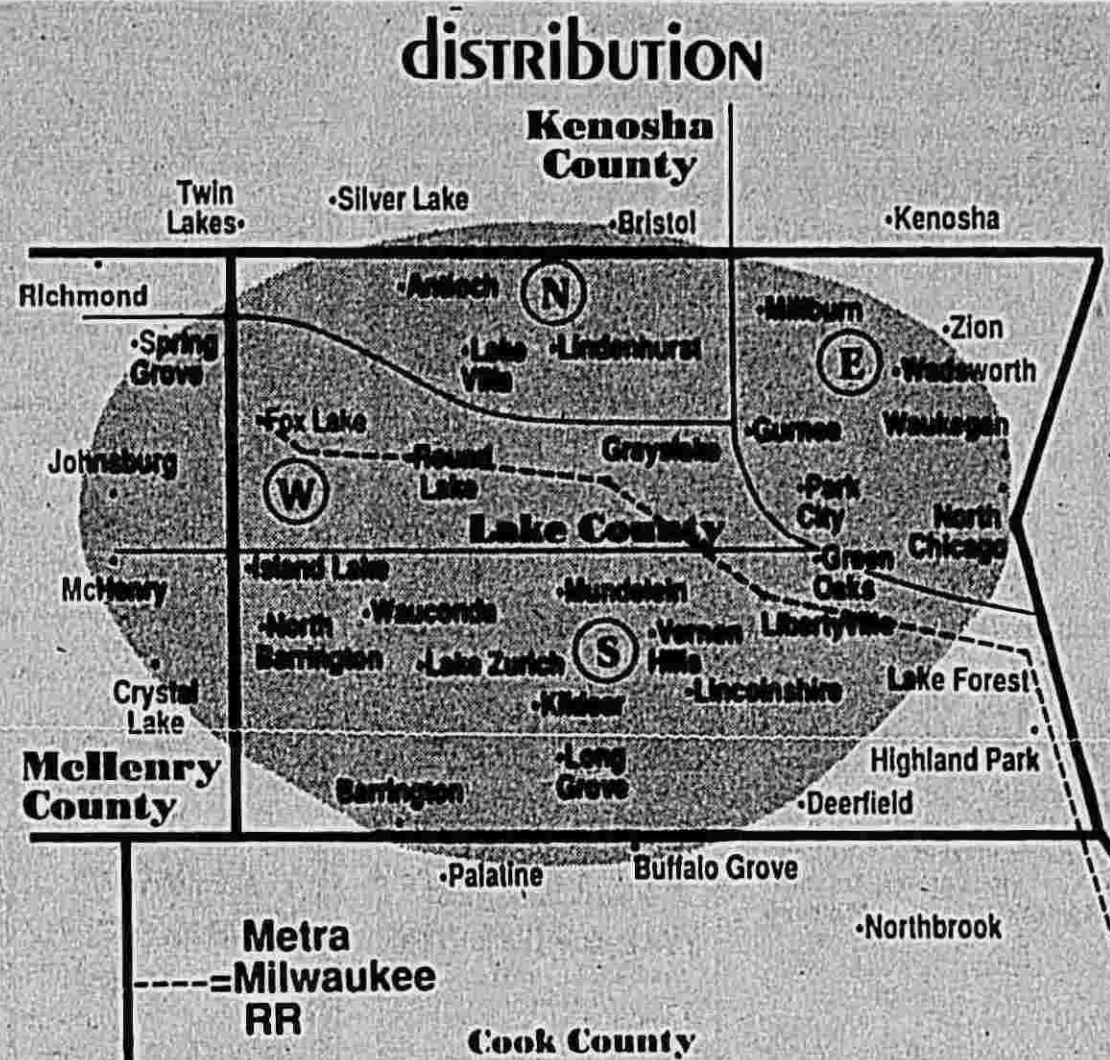 distribution
Kenosha
County
Twin
Lakes
Silver Lake
Bristol
Kenosha
Richmond
Antioch
N
Millburn
Zion
Spring
Grove
Lake
Villa
Lindenhurst
E
Wadsworth
Fox Lake
Gurnee
Waukegan
Johnsburg
Round
Lake
Grayslake
W
Park
City
North
Chicago
Lake County
Island Lake
Green
Oaks
McHenry
Mundelein
Wauconda
North
Barrington
Vernon
Hills
Libertyville
Lake Zurich
S
Lake Forest
Crystal
Lake
Kildeer
Lincolnshire
McHenry
County
Long
Grove
Highland Park
Barrington
Deerfield
Palatine
Buffalo Grove
Northbrook
Metra
----=Milwaukee
RR
Cook County